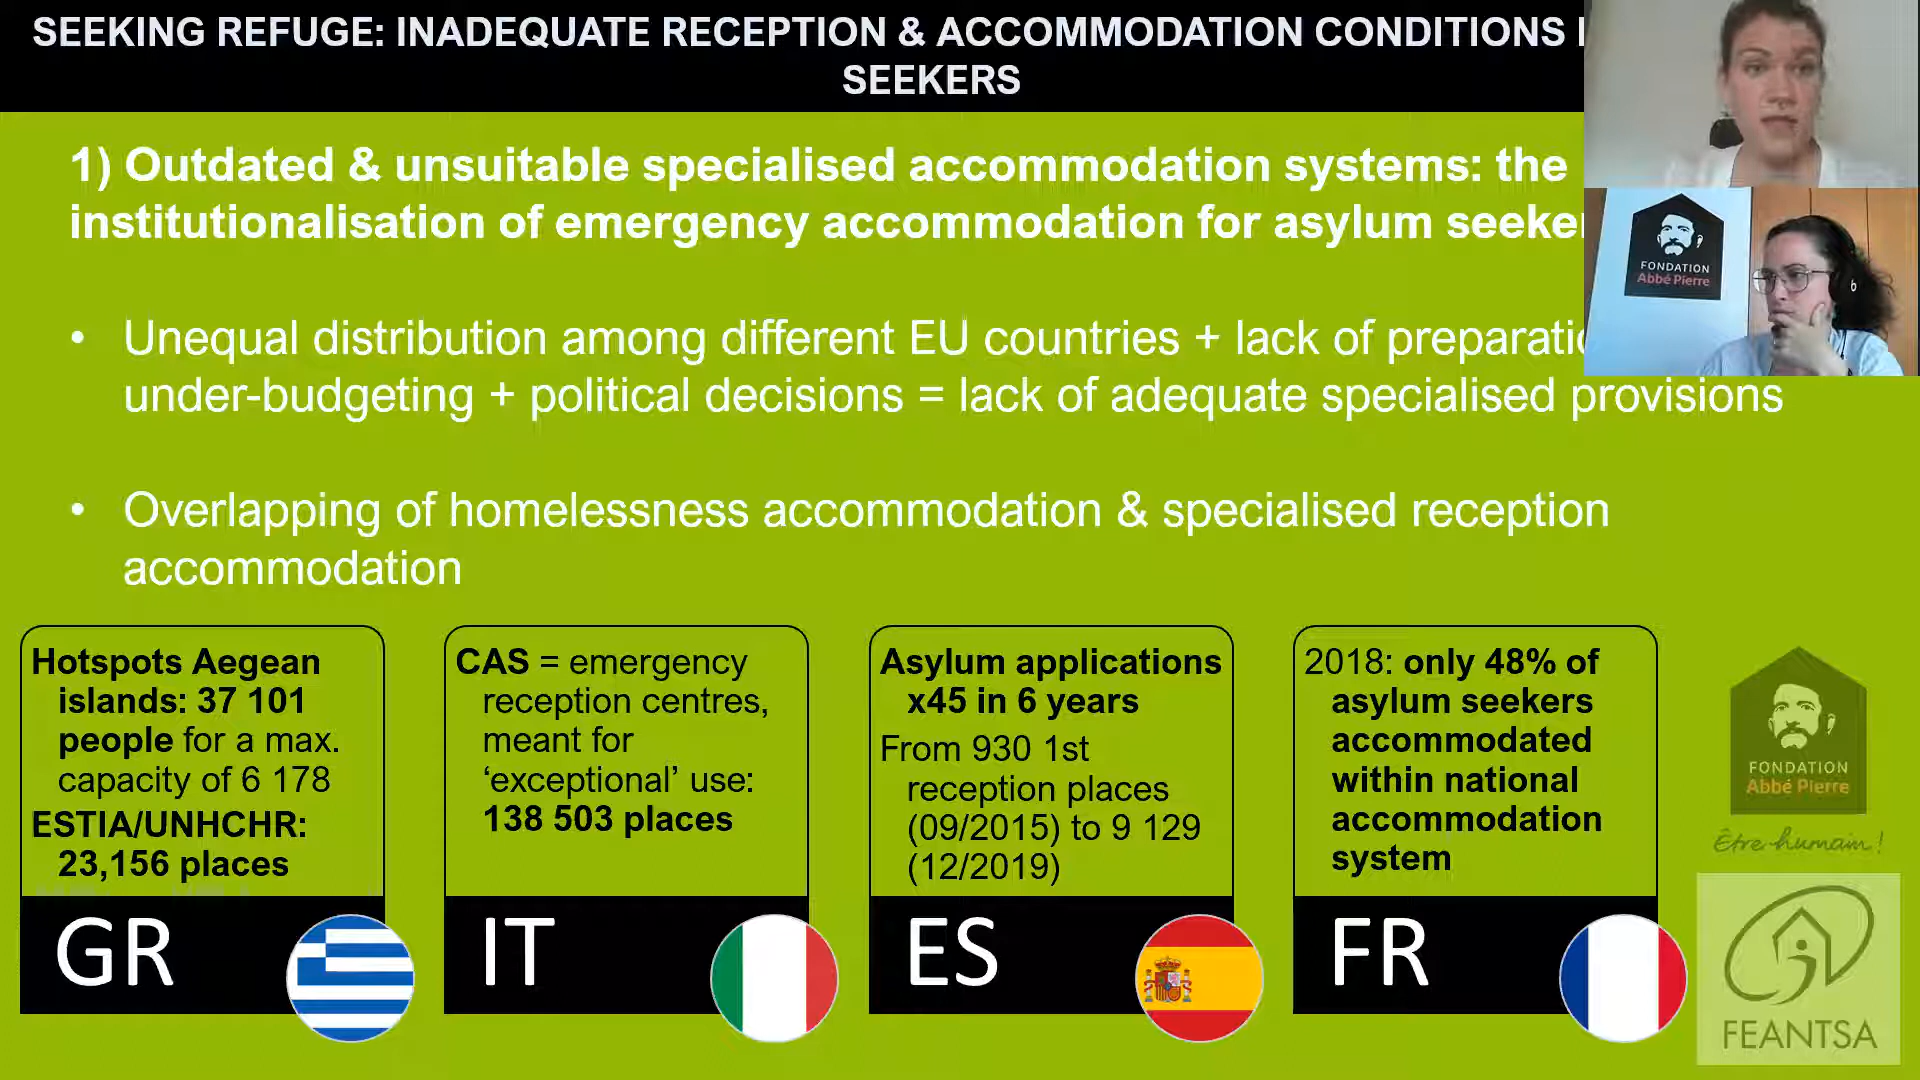 SEEKING REFUGE: INADEQUATE RECEPTION & ACCOMMODATION CONDITIONS
SEEKERS
1) Outdated & unsuitable specialised accommodation systems: the
institutionalisation of emergency accommodation for asylum
FONDATION
Abbé Pierre
• Unequal distribution among different EU countries + lack of
under-budgeting + political decisions = lack of adequate specialised provisions
• Overlapping of homelessness accommodation & specialised reception
accommodation
Hotspots Aegean
islands: 37 101
people for a max.
capacity of 6 178
ESTIA/UNHCHR:
23,156 places
GR
CAS = emergency
reception centres,
meant for
‘exceptional’ use:
138 503 places
IT
Asylum applications
x45 in 6 years
From 930 1st
reception places
(09/2015) to 9 129
(12/2019)
ES
2018: only 48% of
asylum seekers
accommodated
within national
accommodation
system
FR
FONDATION
Abbé Pierre
Être humain !
FEANTSA